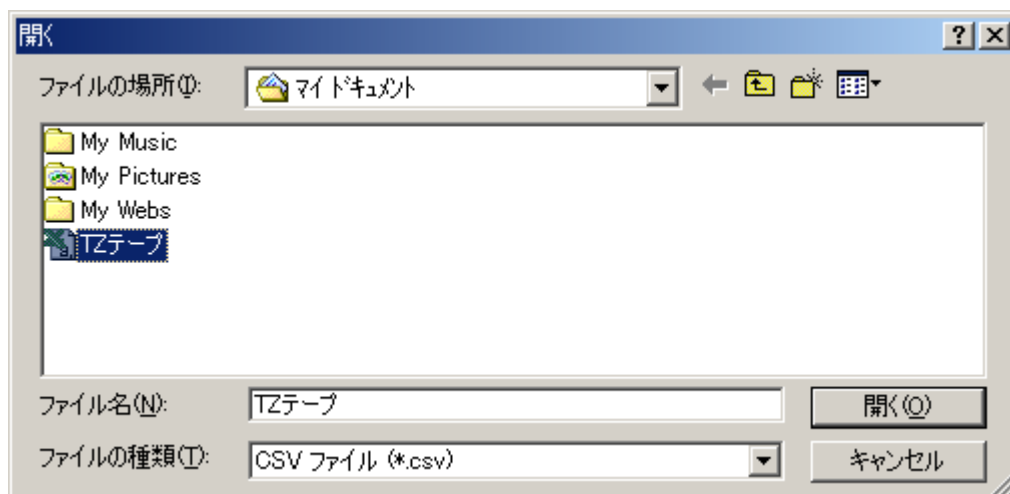 開く
ファイルの場所(I):
マイ ドキュメント
My Music
My Pictures
My Webs
TZテープ
ファイル名(N):
TZテープ
開く(O)
ファイルの種類(T):
CSV ファイル (*.csv)
キャンセル